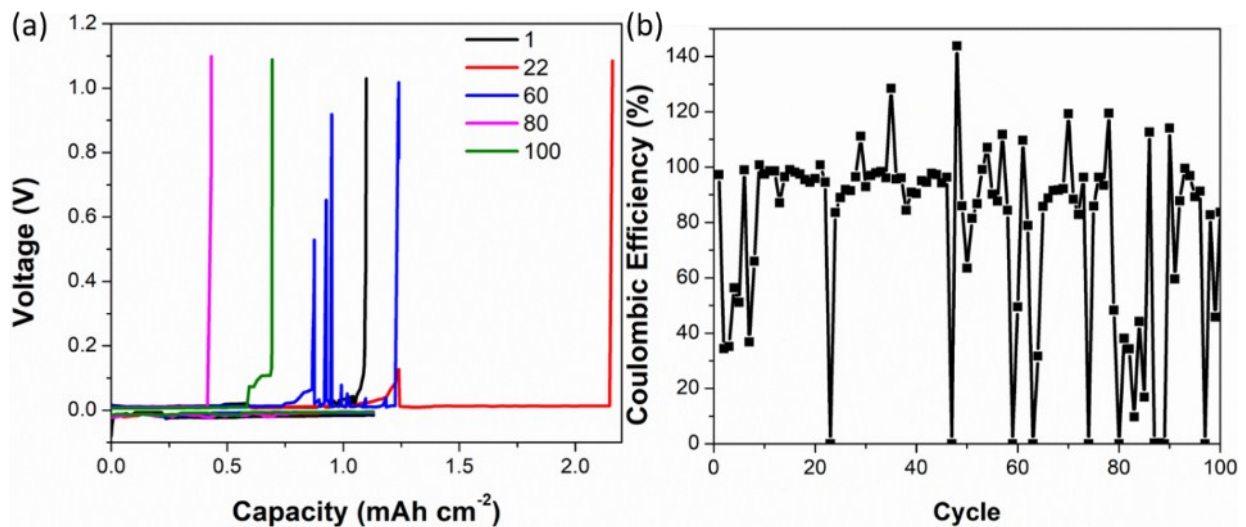 (a)
1.2
1.0
0.8
0.6
0.4
0.2
0.0
Voltage (V)
1
22
60
80
100
0.0 0.5 1.0 1.5 2.0
Capacity (mAh cm⁻²)
(b)
140
120
100
80
60
40
20
0
Coulombic Efficiency (%)
0 20 40 60 80 100
Cycle